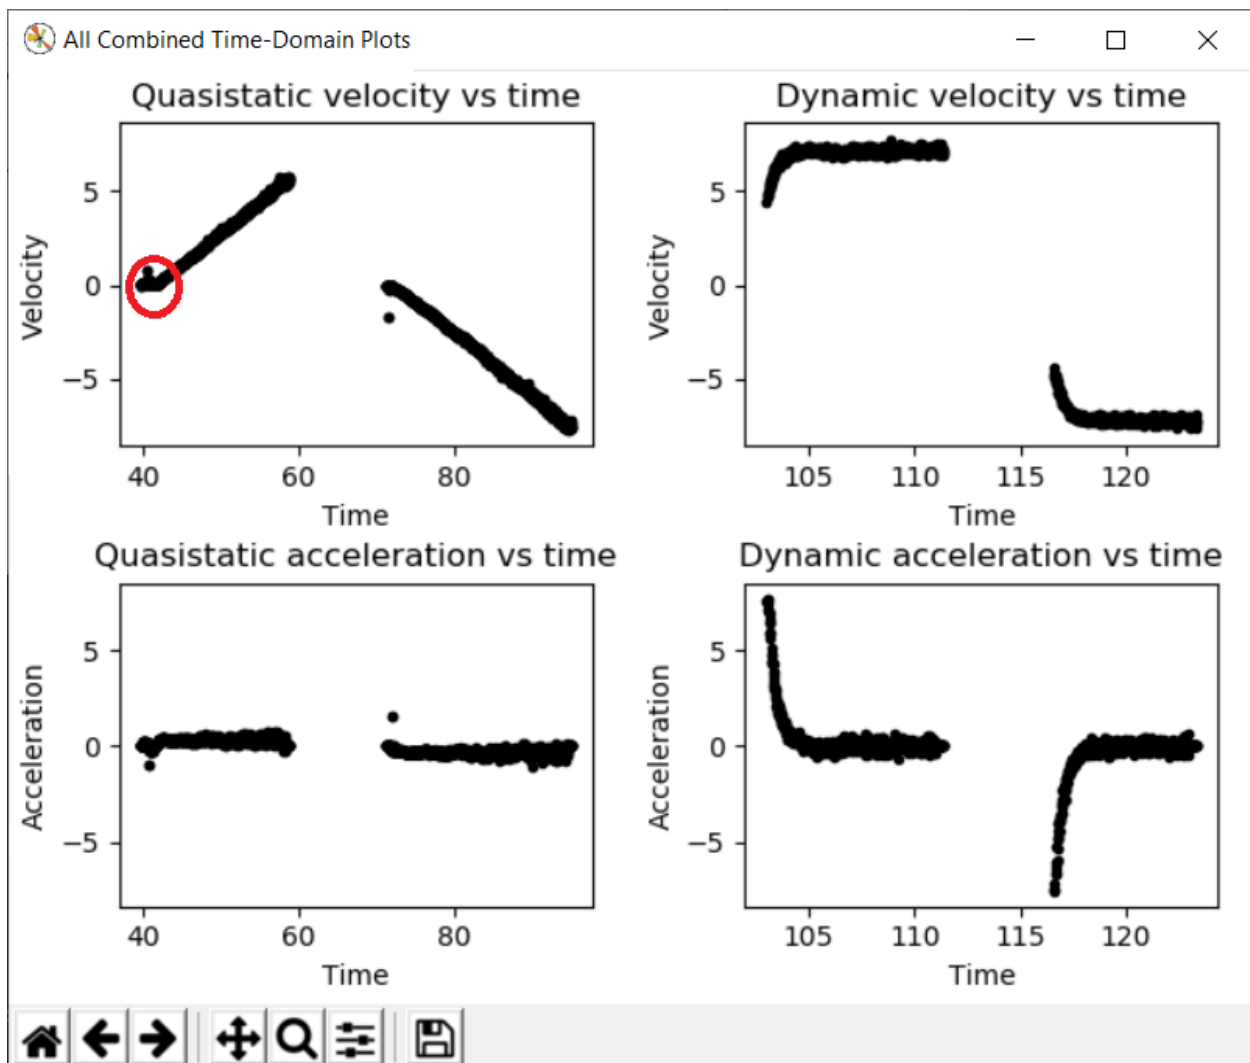 All Combined Time-Domain Plots
Quasistatic velocity vs time
Velocity
5
0
−5
40 60 80
Time
Dynamic velocity vs time
Velocity
5
0
−5
105 110 115 120
Time
Quasistatic acceleration vs time
Acceleration
5
0
−5
40 60 80
Time
Dynamic acceleration vs time
Acceleration
5
0
−5
105 110 115 120
Time